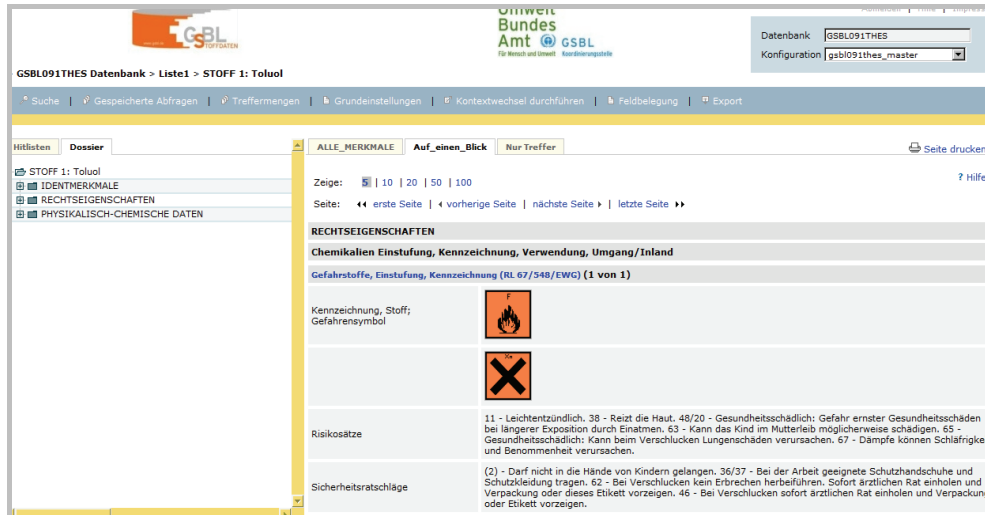 GSBL
STOFFDATEN
Umwelt
Bundes
Amt GSBL
Für Mensch und Umwelt Koordinierungsstelle
Anmelden | Hilfe | Impress
Datenbank GSBL091THES
Konfiguration gsbl091thes_master
GSBL091THES Datenbank > Liste1 > STOFF 1: Toluol
Suche | Gespeicherte Abfragen | Treffermengen | Grundeinstellungen | Kontextwechsel durchführen | Feldbelegung | Export
Hitlisten Dossier
ALLE_MERKMALE Auf_einen_Blick Nur Treffer
Seite drucken
STOFF 1: Toluol
IDENTMERKMALE
RECHTSEIGENSCHAFTEN
PHYSIKALISCH-CHEMISCHE DATEN
? Hilfe
Zeige: 5 | 10 | 20 | 50 | 100
Seite: erste Seite | vorherige Seite | nächste Seite | letzte Seite
RECHTSEIGENSCHAFTEN
Chemikalien Einstufung, Kennzeichnung, Verwendung, Umgang/Inland
Gefahrstoffe, Einstufung, Kennzeichnung (RL 67/548/EWG) (1 von 1)
Kennzeichnung, Stoff;
Gefahrensymbol
F
Xn
Risikosätze
11 - Leichtentzündlich. 38 - Reizt die Haut. 48/20 - Gesundheitsschädlich: Gefahr ernster Gesundheitsschäden
bei längerer Exposition durch Einatmen. 63 - Kann das Kind im Mutterleib möglicherweise schädigen. 65 -
Gesundheitsschädlich: Kann beim Verschlucken Lungenschäden verursachen. 67 - Dämpfe können Schläfrigke
und Benommenheit verursachen.
Sicherheitsratschläge
(2) - Darf nicht in die Hände von Kindern gelangen. 36/37 - Bei der Arbeit geeignete Schutzhandschuhe und
Schutzkleidung tragen. 62 - Bei Verschlucken kein Erbrechen herbeiführen. Sofort ärztlichen Rat einholen und
Verpackung oder dieses Etikett vorzeigen. 46 - Bei Verschlucken sofort ärztlichen Rat einholen und Verpackun
oder Etikett vorzeigen.